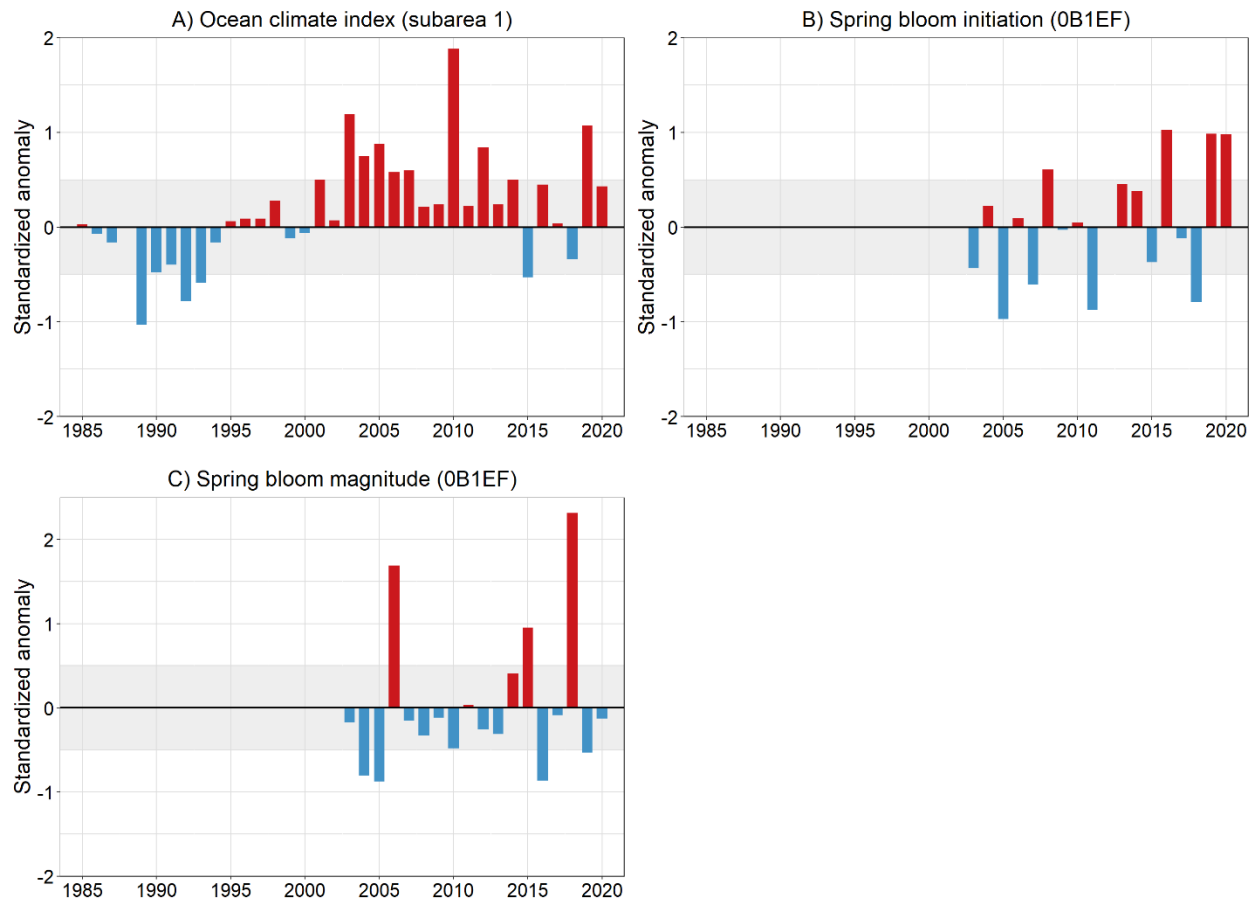 A) Ocean climate index (subarea 1)
Standardized anomaly
2
1
0
-1
-2
1985 1990 1995 2000 2005 2010 2015 2020
B) Spring bloom initiation (0B1EF)
Standardized anomaly
2
1
0
-1
-2
1985 1990 1995 2000 2005 2010 2015 2020
C) Spring bloom magnitude (0B1EF)
Standardized anomaly
2
1
0
-1
-2
1985 1990 1995 2000 2005 2010 2015 2020